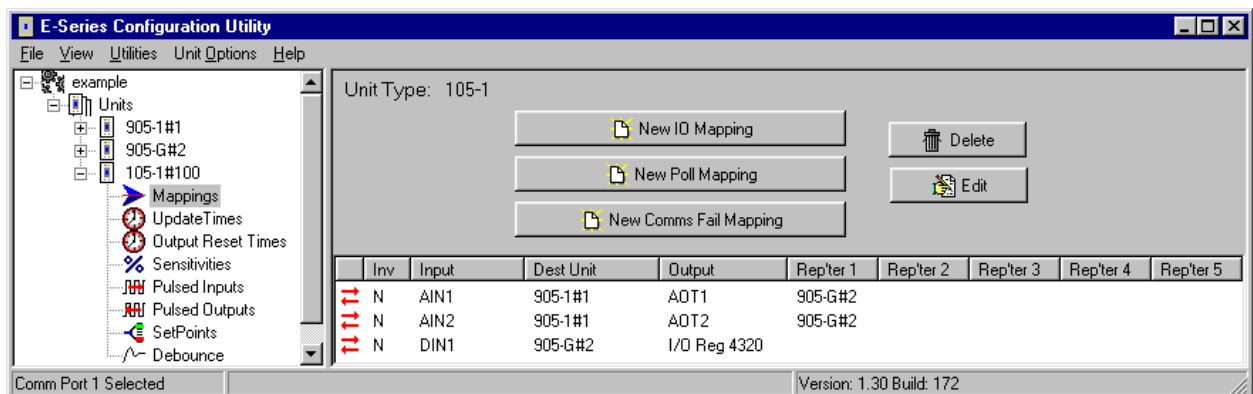 E-Series Configuration Utility
File View Utilities Unit Options Help
example
Units
905-1#1
905-G#2
105-1#100
Mappings
UpdateTimes
Output Reset Times
Sensitivities
Pulsed Inputs
Pulsed Outputs
SetPoints
Debounce
Unit Type: 105-1
New IO Mapping
New Poll Mapping
New Comms Fail Mapping
Delete
Edit
Inv Input Dest Unit Output Rep'ter 1 Rep'ter 2 Rep'ter 3 Rep'ter 4 Rep'ter 5
N AIN1 905-1#1 AOT1 905-G#2
N AIN2 905-1#1 AOT2 905-G#2
N DIN1 905-G#2 I/O Reg 4320
Comm Port 1 Selected Version: 1.30 Build: 172